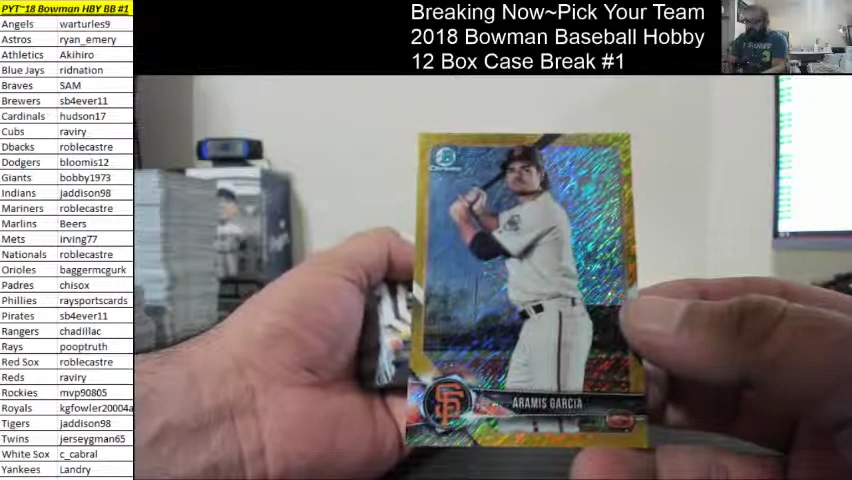 PYT~18 Bowman HBY BB #1
Angels warturles9
Astros ryan_emery
Athletics Akihiro
Blue Jays ridnation
Braves SAM
Brewers sb4ever11
Cardinals hudson17
Cubs raviry
Dbacks roblecastre
Dodgers bloomis12
Giants bobby1973
Indians jaddison98
Mariners roblecastre
Marlins Beers
Mets irving77
Nationals roblecastre
Orioles baggermcgurk
Padres chisox
Phillies raysportscards
Pirates sb4ever11
Rangers chadillac
Rays pooptruth
Red Sox roblecastre
Reds raviry
Rockies mvp90805
Royals kgfowler20004a
Tigers jaddison98
Twins jerseygman65
White Sox c_cabral
Yankees Landry
Breaking Now~Pick Your Team
2018 Bowman Baseball Hobby
12 Box Case Break #1
Chrome
SF
ARAMIS GARCIA